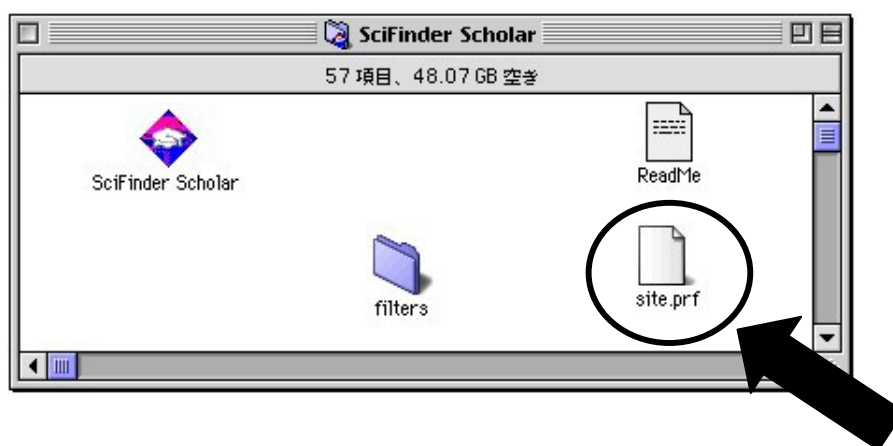 SciFinder Scholar
57 項目、48.07 GB 空き
SciFinder Scholar
ReadMe
filters
site.prf